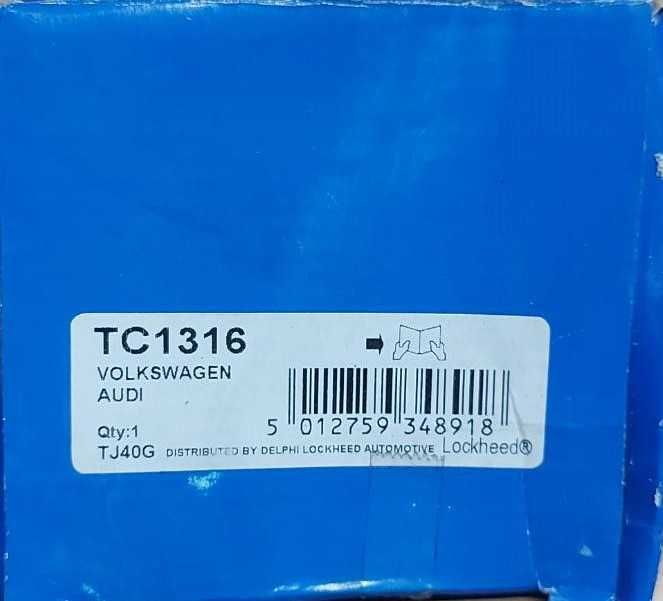 TC1316
VOLKSWAGEN
AUDI
5 012759 348918
Qty:1
TJ40G DISTRIBUTED BY DELPHI LOCKHEED AUTOMOTIVE Lockheed®